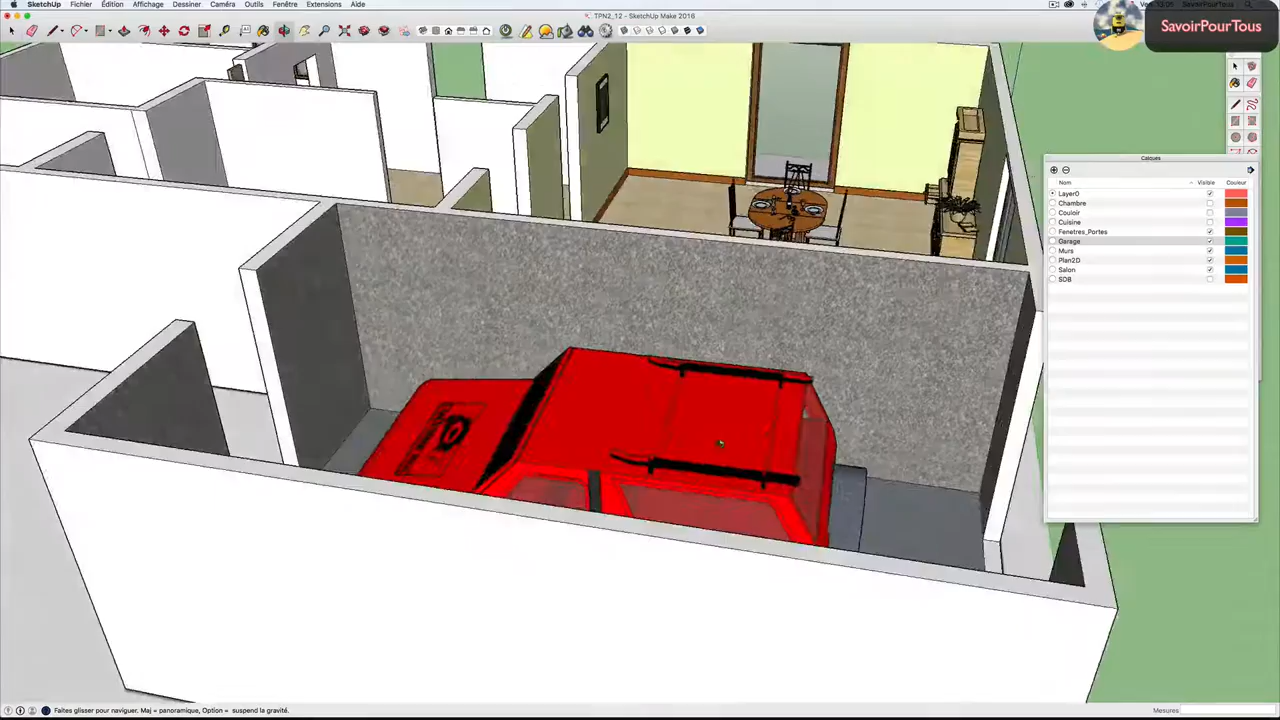 SketchUp Fichier Édition Affichage Dessiner Caméra Outils Fenêtre Extensions Aide
SavoirPourTous
TPN2_12 - SketchUp Make 2016
SavoirPourTous
Calques
Nom Visible Couleur
Layer0
Chambre
Couloir
Cuisine
Fenetres_Portes
Garage
Murs
Plan2D
Salon
SDB
Faites glisser pour naviguer. Maj = panoramique, Option = suspend la gravité.
Mesures